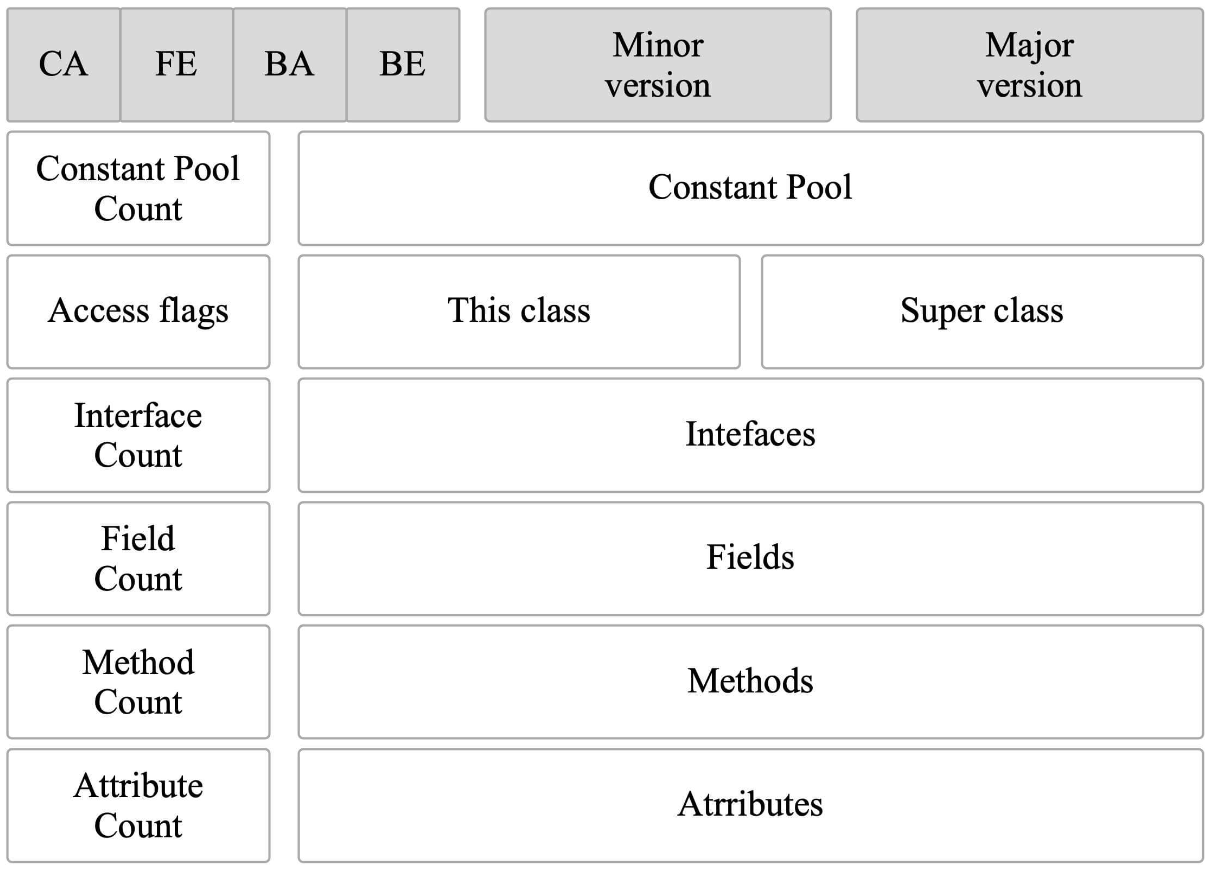 CA FE BA BE
Minor
version
Major
version
Constant Pool
Count
Constant Pool
Access flags
This class
Super class
Interface
Count
Intefaces
Field
Count
Fields
Method
Count
Methods
Attribute
Count
Atrributes